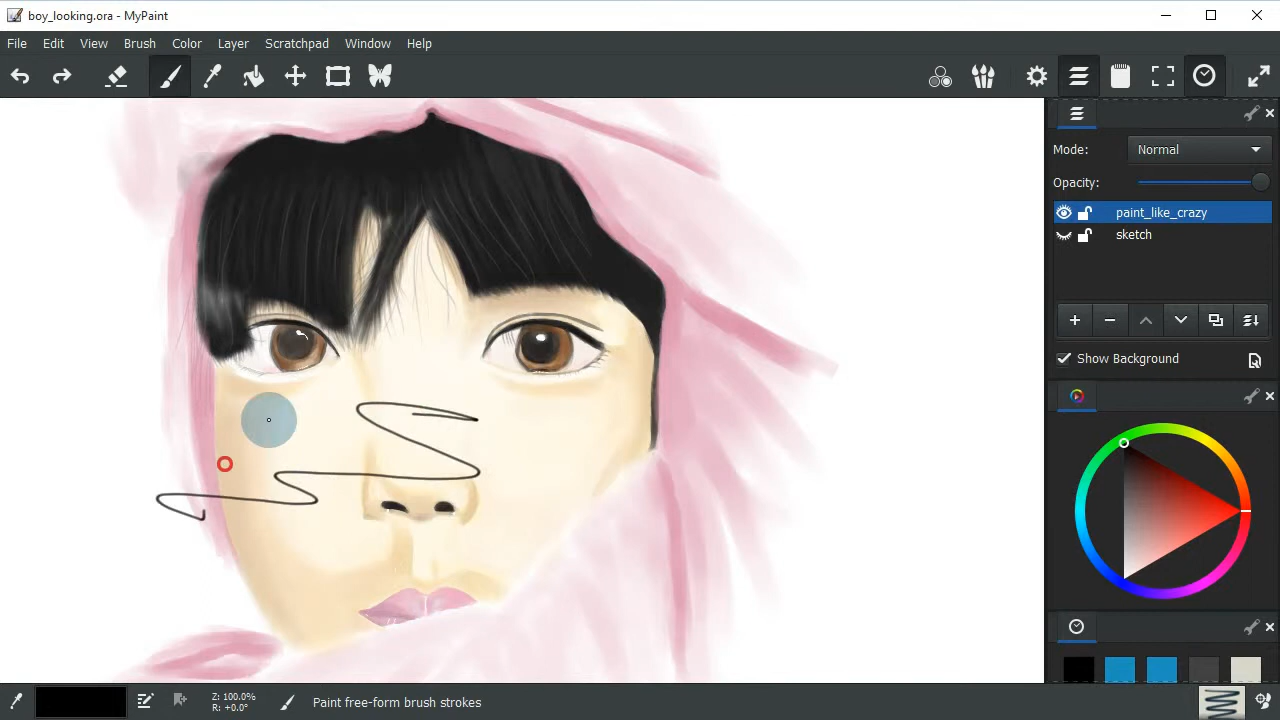 boy_looking.ora - MyPaint
File Edit View Brush Color Layer Scratchpad Window Help
Mode: Normal
Opacity:
paint_like_crazy
sketch
Show Background
Z: 100.0%
R: +0.0°
Paint free-form brush strokes